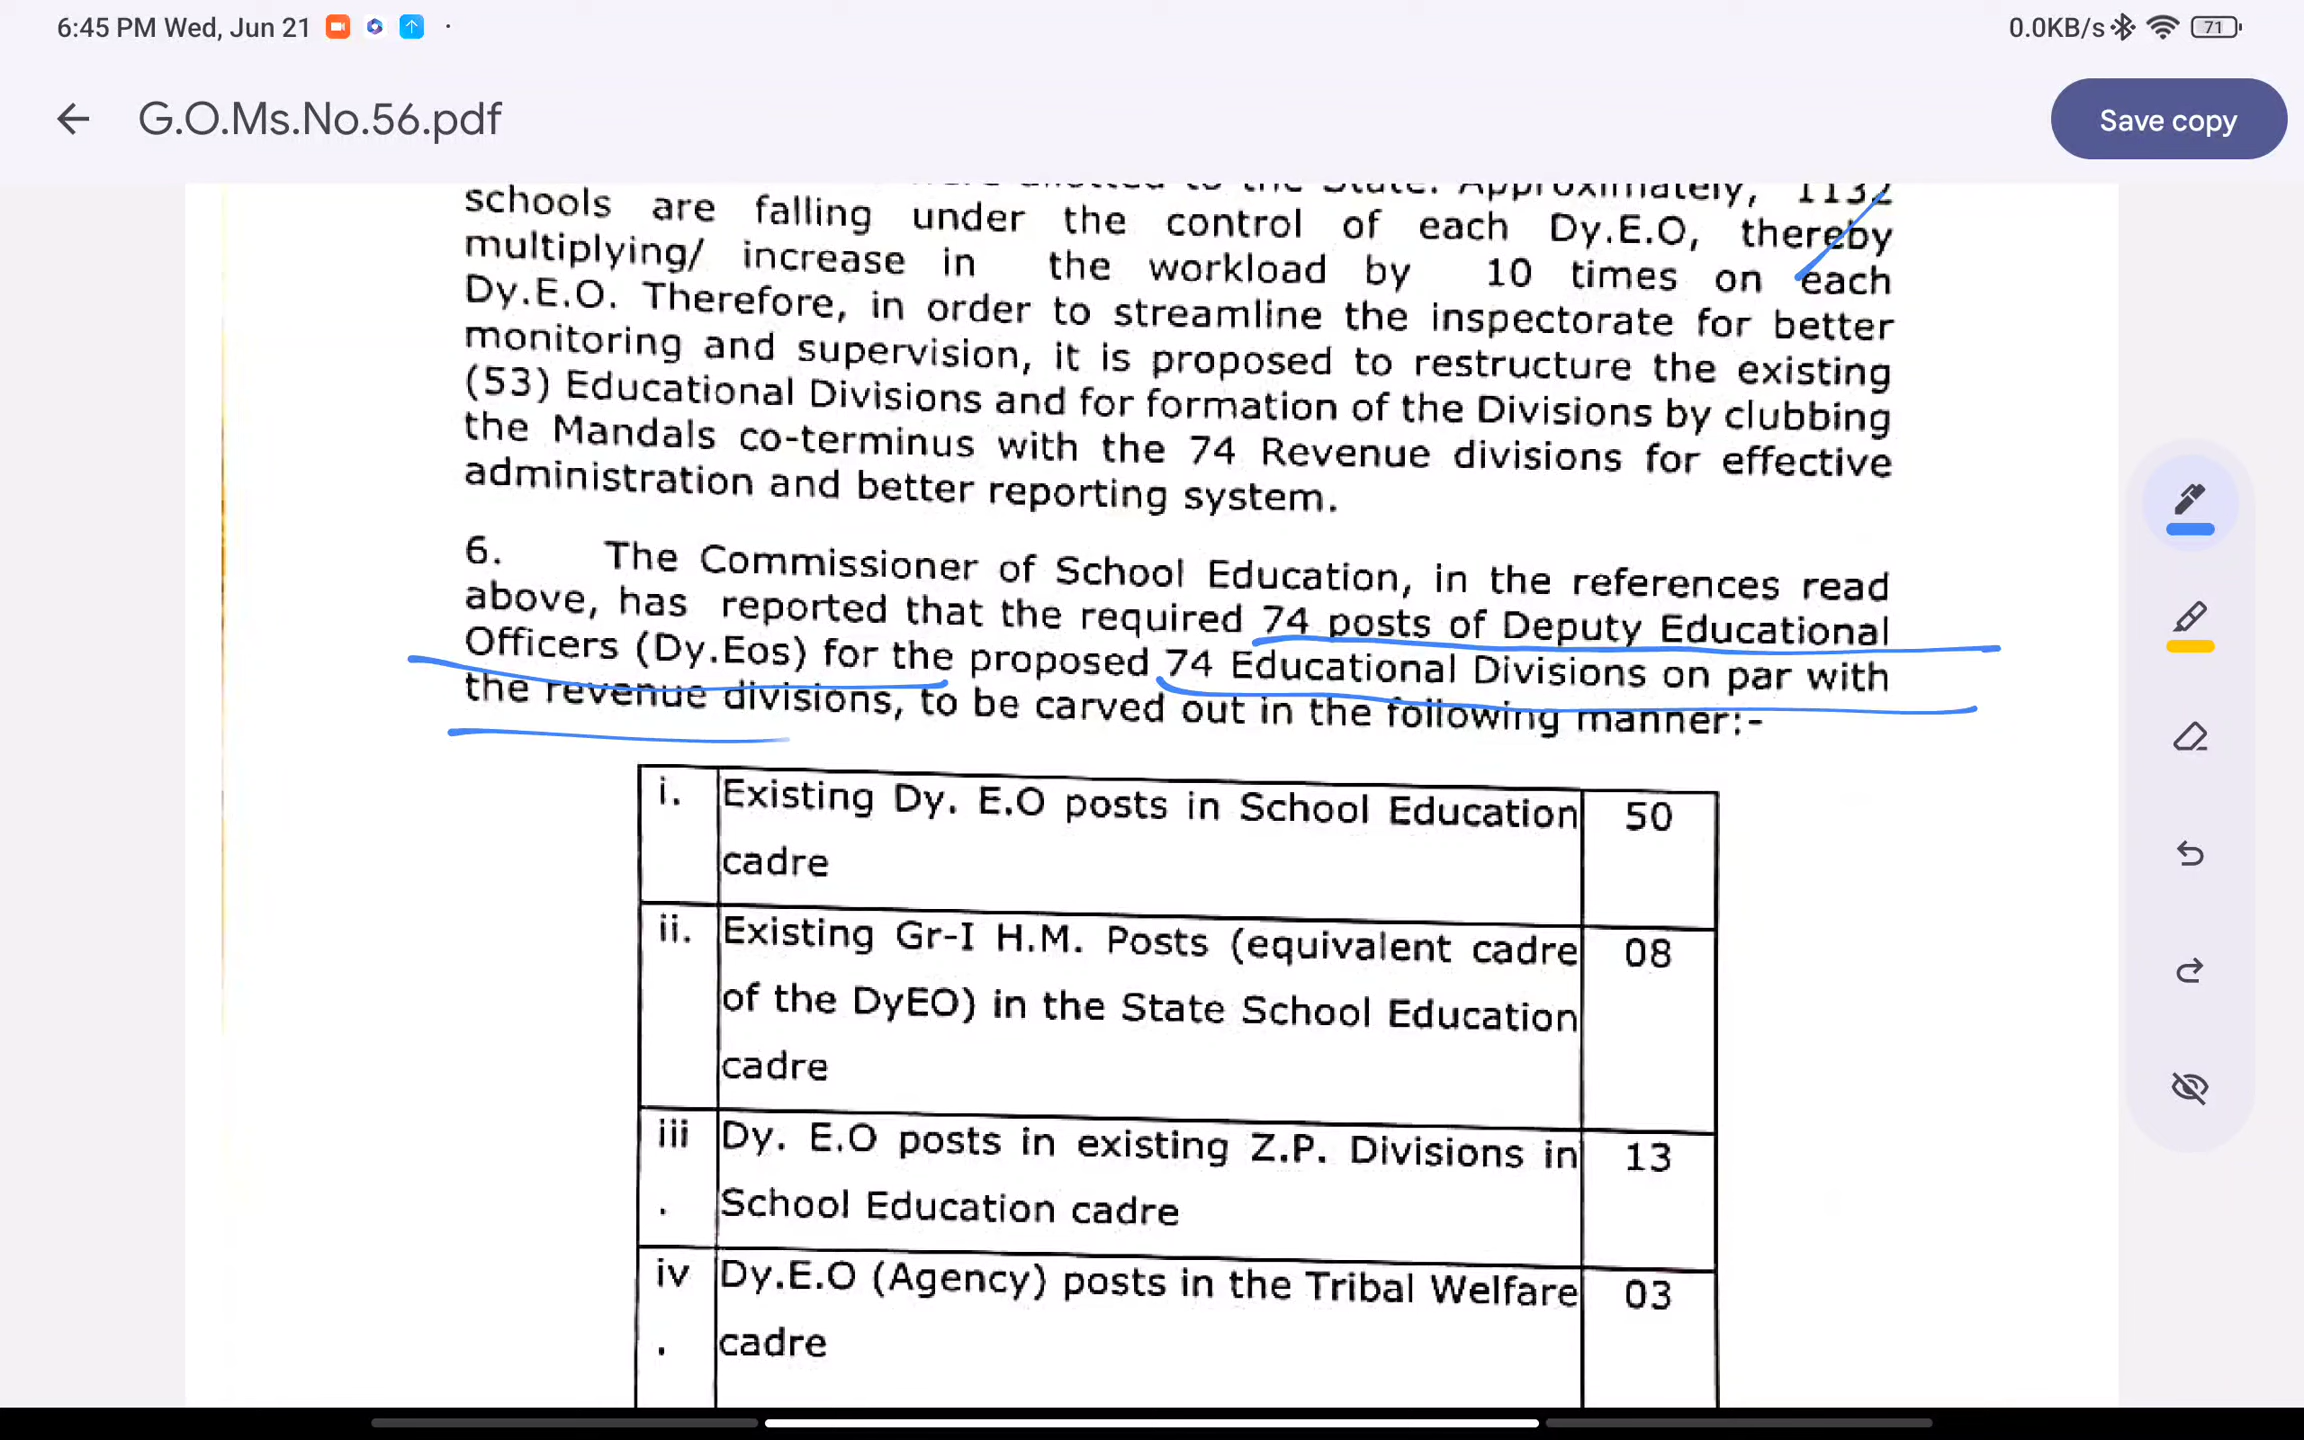 6:45 PM Wed, Jun 21
0.0KB/s
71
G.O.Ms.No.56.pdf
Save copy
to the State. Approximately, 1132
schools are falling under the control of each Dy.E.O, thereby
multiplying/ increase in the workload by 10 times on each
Dy.E.O. Therefore, in order to streamline the inspectorate for better
monitoring and supervision, it is proposed to restructure the existing
(53) Educational Divisions and for formation of the Divisions by clubbing
the Mandals co-terminus with the 74 Revenue divisions for effective
administration and better reporting system.
6. The Commissioner of School Education, in the references read
above, has reported that the required 74 posts of Deputy Educational
Officers (Dy.Eos) for the proposed 74 Educational Divisions on par with
the revenue divisions, to be carved out in the following manner:-
i. Existing Dy. E.O posts in School Education 50
cadre
ii. Existing Gr-I H.M. Posts (equivalent cadre 08
of the DyEO) in the State School Education
cadre
iii Dy. E.O posts in existing Z.P. Divisions in 13
. School Education cadre
iv Dy.E.O (Agency) posts in the Tribal Welfare 03
. cadre